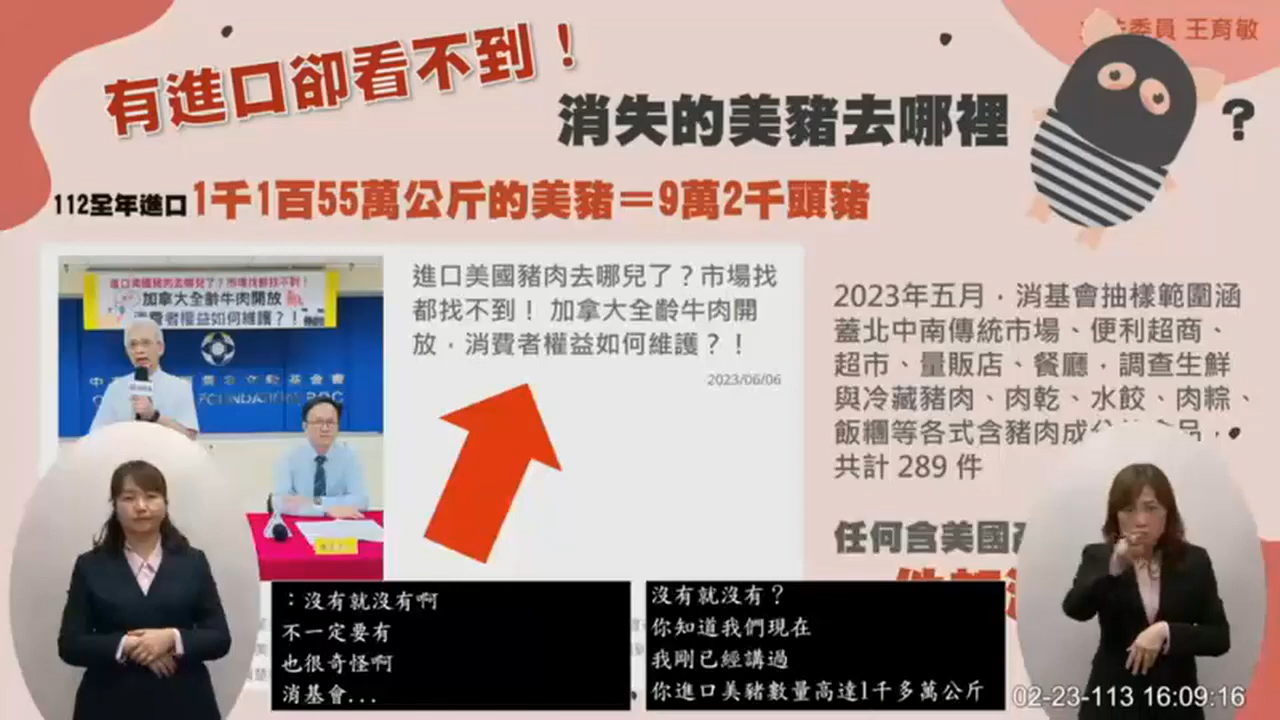 委員 王育敏
有進口卻看不到！
消失的美豬去哪裡
？
112全年進口1千1百55萬公斤的美豬＝9萬2千頭豬
進口美國豬肉去哪兒了？市場找都找不到！
加拿大全齡牛肉開放
消費者權益如何維護？！
FOUNDATION ROC
進口美國豬肉去哪兒了？市場找
都找不到！ 加拿大全齡牛肉開
放，消費者權益如何維護？！
2023/06/06
2023年五月，消基會抽樣範圍涵
蓋北中南傳統市場、便利超商、
超市、量販店、餐廳，調查生鮮
與冷藏豬肉、肉乾、水餃、肉粽、
飯糰等各式含豬肉成
共計 289 件
任何含美國
：沒有就沒有啊
不一定要有
也很奇怪啊
消基會...
沒有就沒有？
你知道我們現在
我剛已經講過
你進口美豬數量高達1千多萬公斤
02-23-113 16:09:16